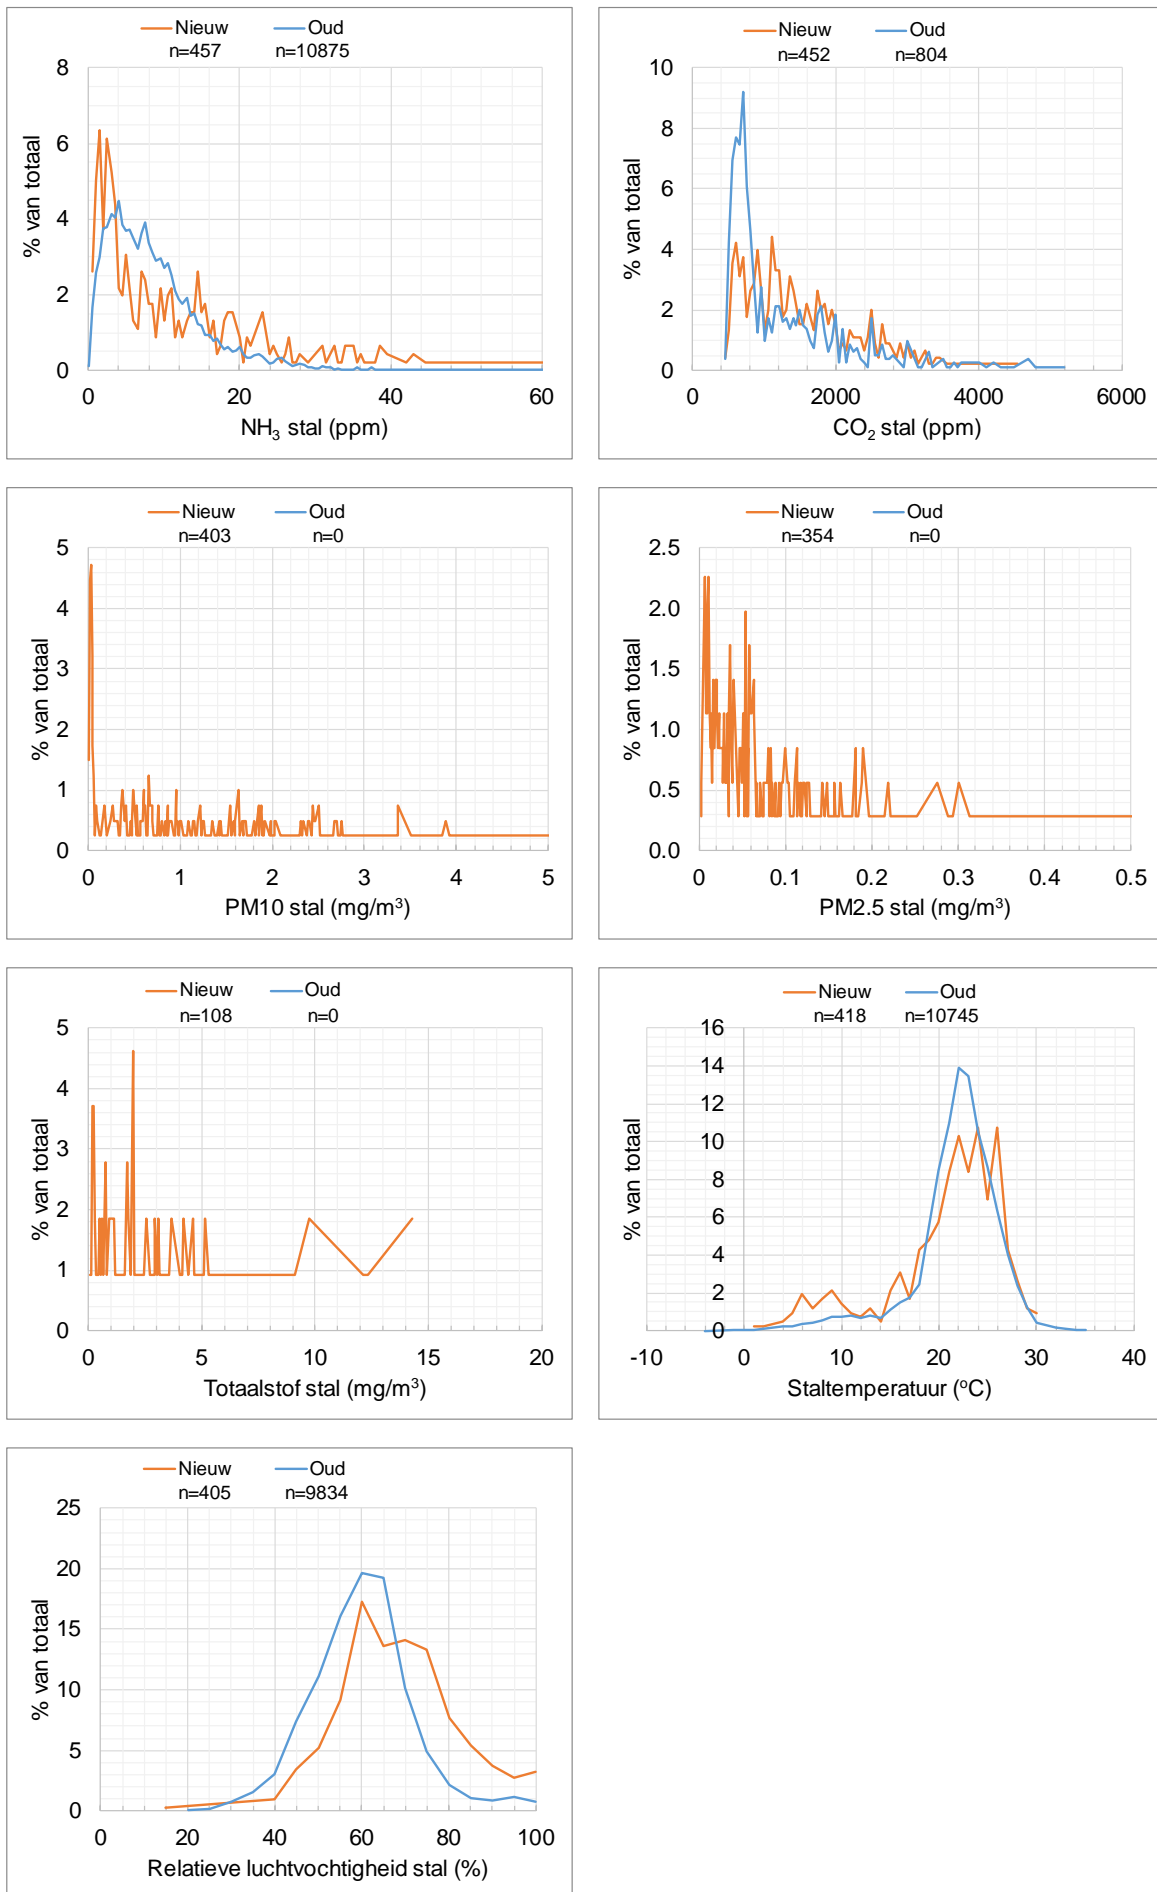 Nieuw Oud
n=457 n=10875
8
6
4
2
0
0 20 40 60
% van totaal
NH₃ stal (ppm)
Nieuw Oud
n=452 n=804
10
8
6
4
2
0
0 2000 4000 6000
% van totaal
CO₂ stal (ppm)
Nieuw Oud
n=403 n=0
5
4
3
2
1
0
0 1 2 3 4 5
% van totaal
PM10 stal (mg/m³)
Nieuw Oud
n=354 n=0
2.5
2.0
1.5
1.0
0.5
0.0
0 0.1 0.2 0.3 0.4 0.5
% van totaal
PM2.5 stal (mg/m³)
Nieuw Oud
n=108 n=0
5
4
3
2
1
0
0 5 10 15 20
% van totaal
Totaalstof stal (mg/m³)
Nieuw Oud
n=418 n=10745
16
14
12
10
8
6
4
2
0
-10 0 10 20 30 40
% van totaal
Staltemperatuur (°C)
Nieuw Oud
n=405 n=9834
25
20
15
10
5
0
0 20 40 60 80 100
% van totaal
Relatieve luchtvochtigheid stal (%)